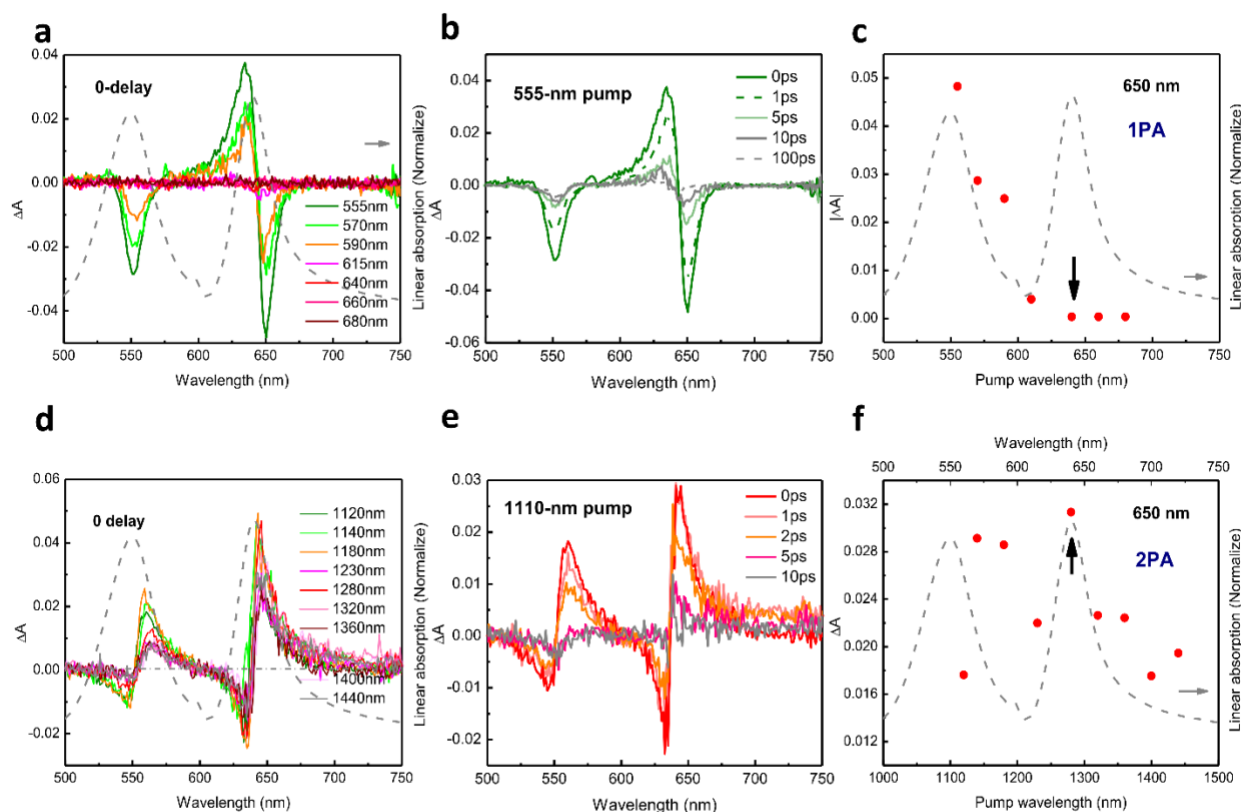 a
0-delay
0.04
0.02
0.00
-0.02
-0.04
ΔA
555nm
570nm
590nm
615nm
640nm
660nm
680nm
500 550 600 650 700 750
Wavelength (nm)
Linear absorption (Normalize)
b
555-nm pump
0.04
0.02
0.00
-0.02
-0.04
-0.06
ΔA
0ps
1ps
5ps
10ps
100ps
500 550 600 650 700 750
Wavelength (nm)
c
650 nm
1PA
0.05
0.04
0.03
0.02
0.01
0.00
|ΔA|
500 550 600 650 700 750
Pump wavelength (nm)
Linear absorption (Normalize)
d
0 delay
0.06
0.04
0.02
0.00
-0.02
ΔA
1120nm
1140nm
1180nm
1230nm
1280nm
1320nm
1360nm
1400nm
1440nm
500 550 600 650 700 750
Wavelength (nm)
Linear absorption (Normalize)
e
1110-nm pump
0.03
0.02
0.01
0.00
-0.01
-0.02
ΔA
0ps
1ps
2ps
5ps
10ps
500 550 600 650 700 750
Wavelength (nm)
f
Wavelength (nm)
500 550 600 650 700 750
650 nm
2PA
0.032
0.028
0.024
0.020
0.016
0.012
ΔA
1000 1100 1200 1300 1400 1500
Pump wavelength (nm)
Linear absorption (Normalize)